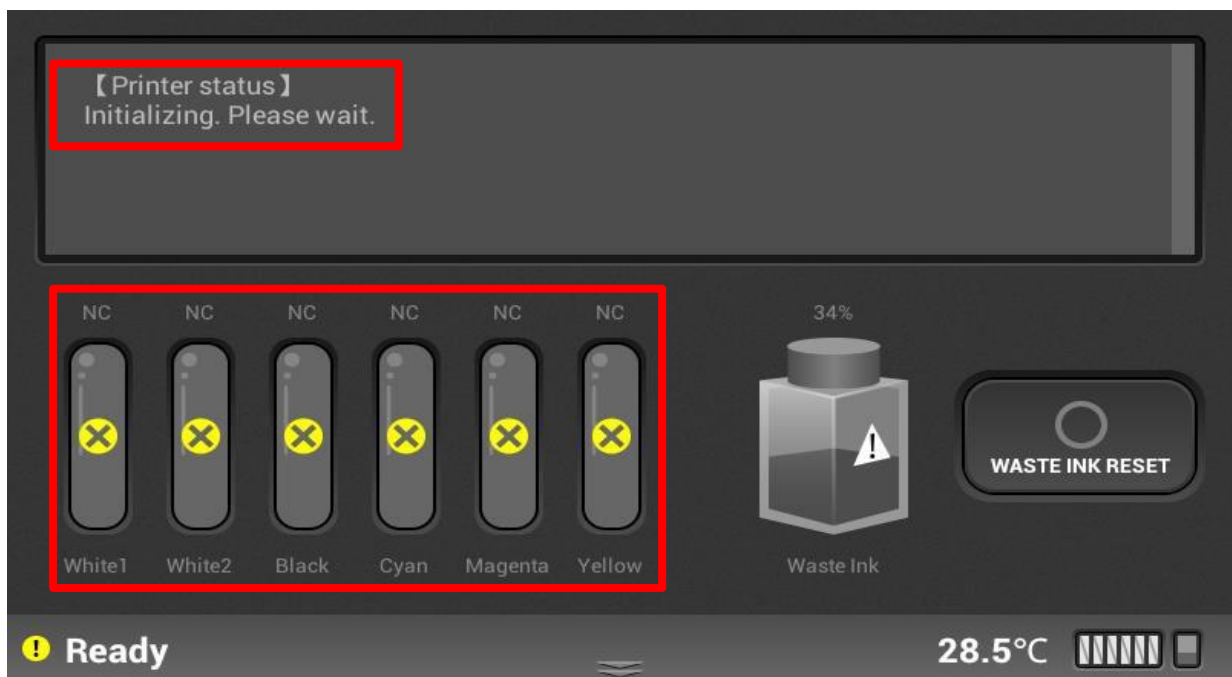 【Printer status】
Initializing. Please wait.
NC NC NC NC NC NC 34%
WASTE INK RESET
White1 White2 Black Cyan Magenta Yellow Waste Ink
! Ready 28.5°C